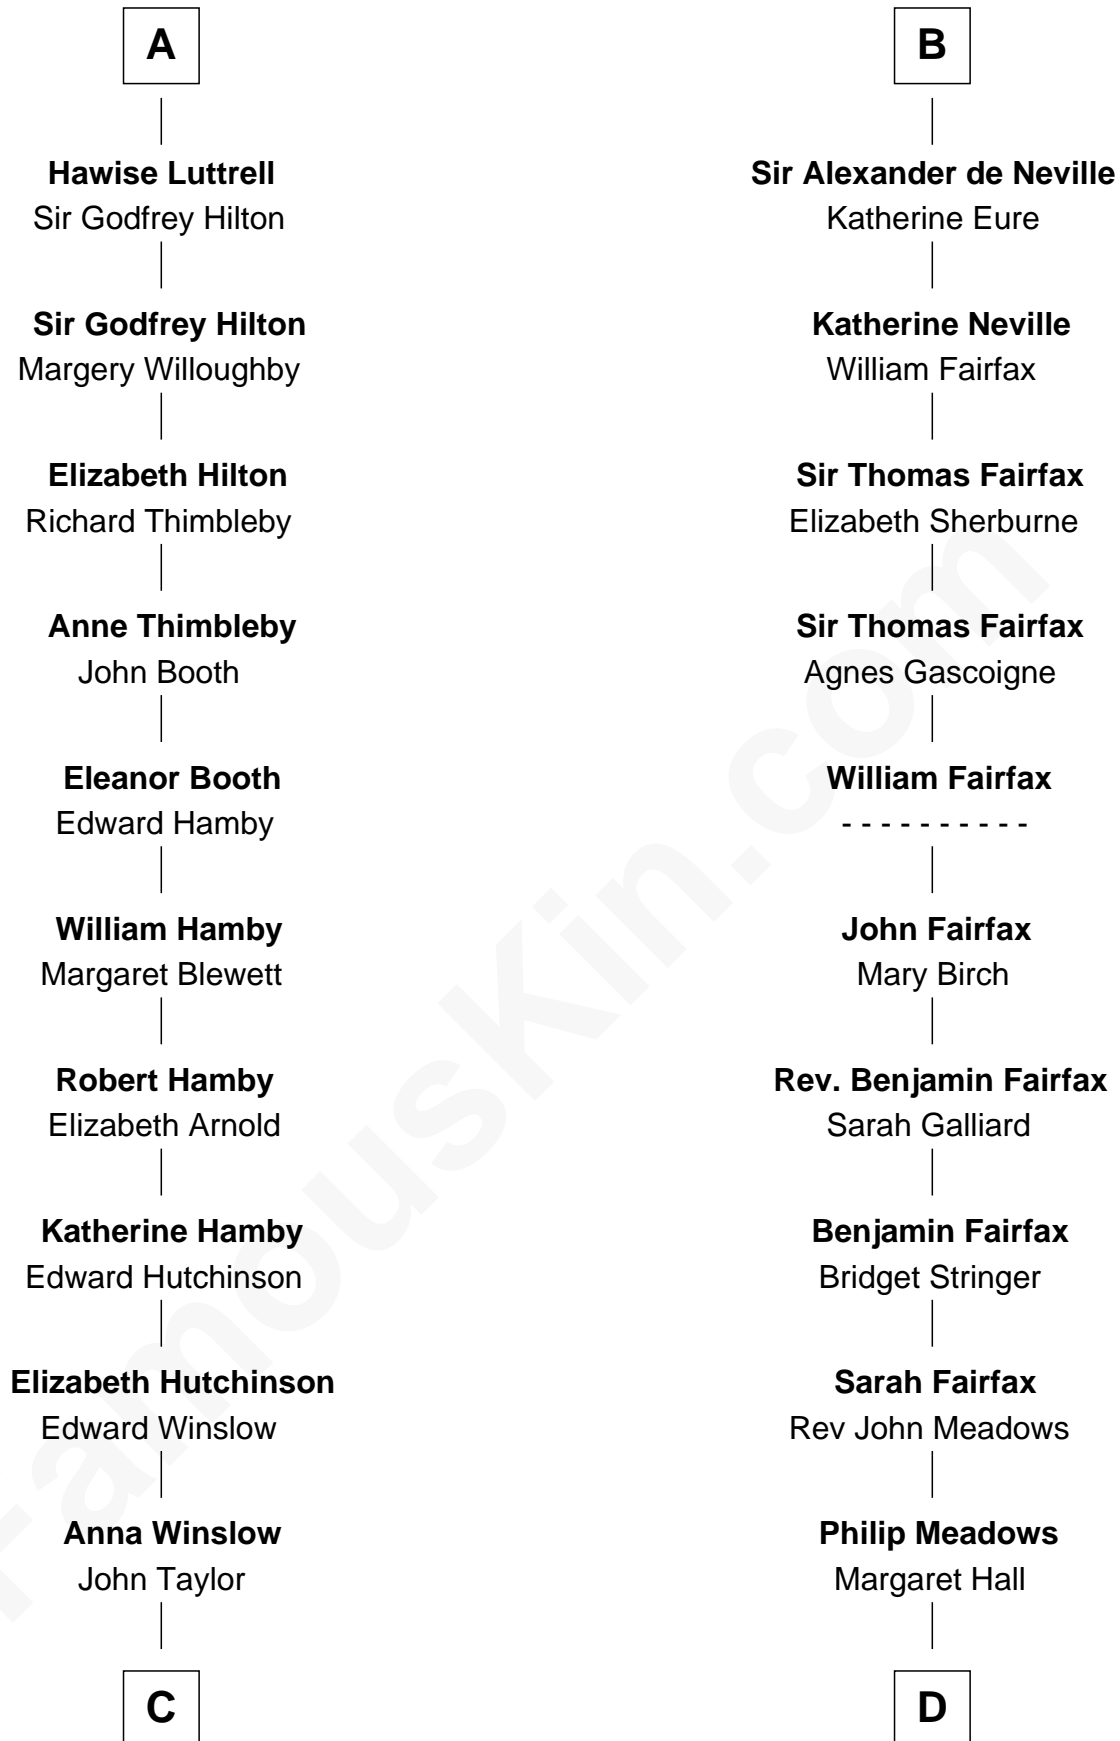 A
Hawise Luttrell
Sir Godfrey Hilton
Sir Godfrey Hilton
Margery Willoughby
Elizabeth Hilton
Richard Thimbleby
Anne Thimbleby
John Booth
Eleanor Booth
Edward Hamby
William Hamby
Margaret Blewett
Robert Hamby
Elizabeth Arnold
Katherine Hamby
Edward Hutchinson
Elizabeth Hutchinson
Edward Winslow
Anna Winslow
John Taylor
C
B
Sir Alexander de Neville
Katherine Eure
Katherine Neville
William Fairfax
Sir Thomas Fairfax
Elizabeth Sherburne
Sir Thomas Fairfax
Agnes Gascoigne
William Fairfax
- - - - - - - - - -
John Fairfax
Mary Birch
Rev. Benjamin Fairfax
Sarah Galliard
Benjamin Fairfax
Bridget Stringer
Sarah Fairfax
Rev John Meadows
Philip Meadows
Margaret Hall
D
FamousKin.com